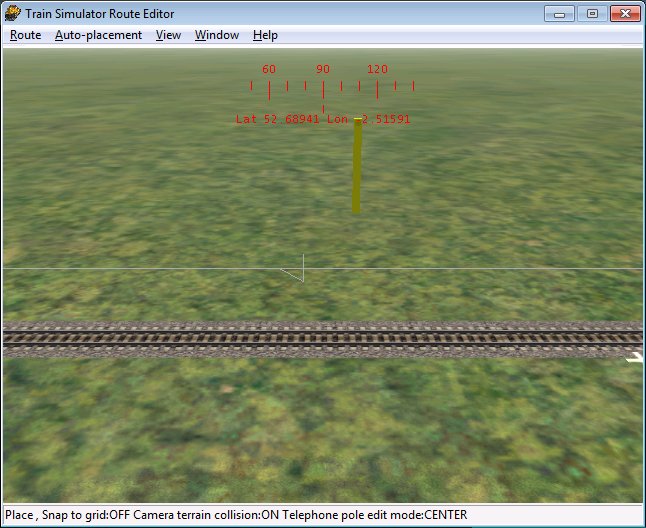 Train Simulator Route Editor
Route Auto-placement View Window Help
60 90 120
Lat 52.68941 Lon -2.51591
Place , Snap to grid:OFF Camera terrain collision:ON Telephone pole edit mode:CENTER